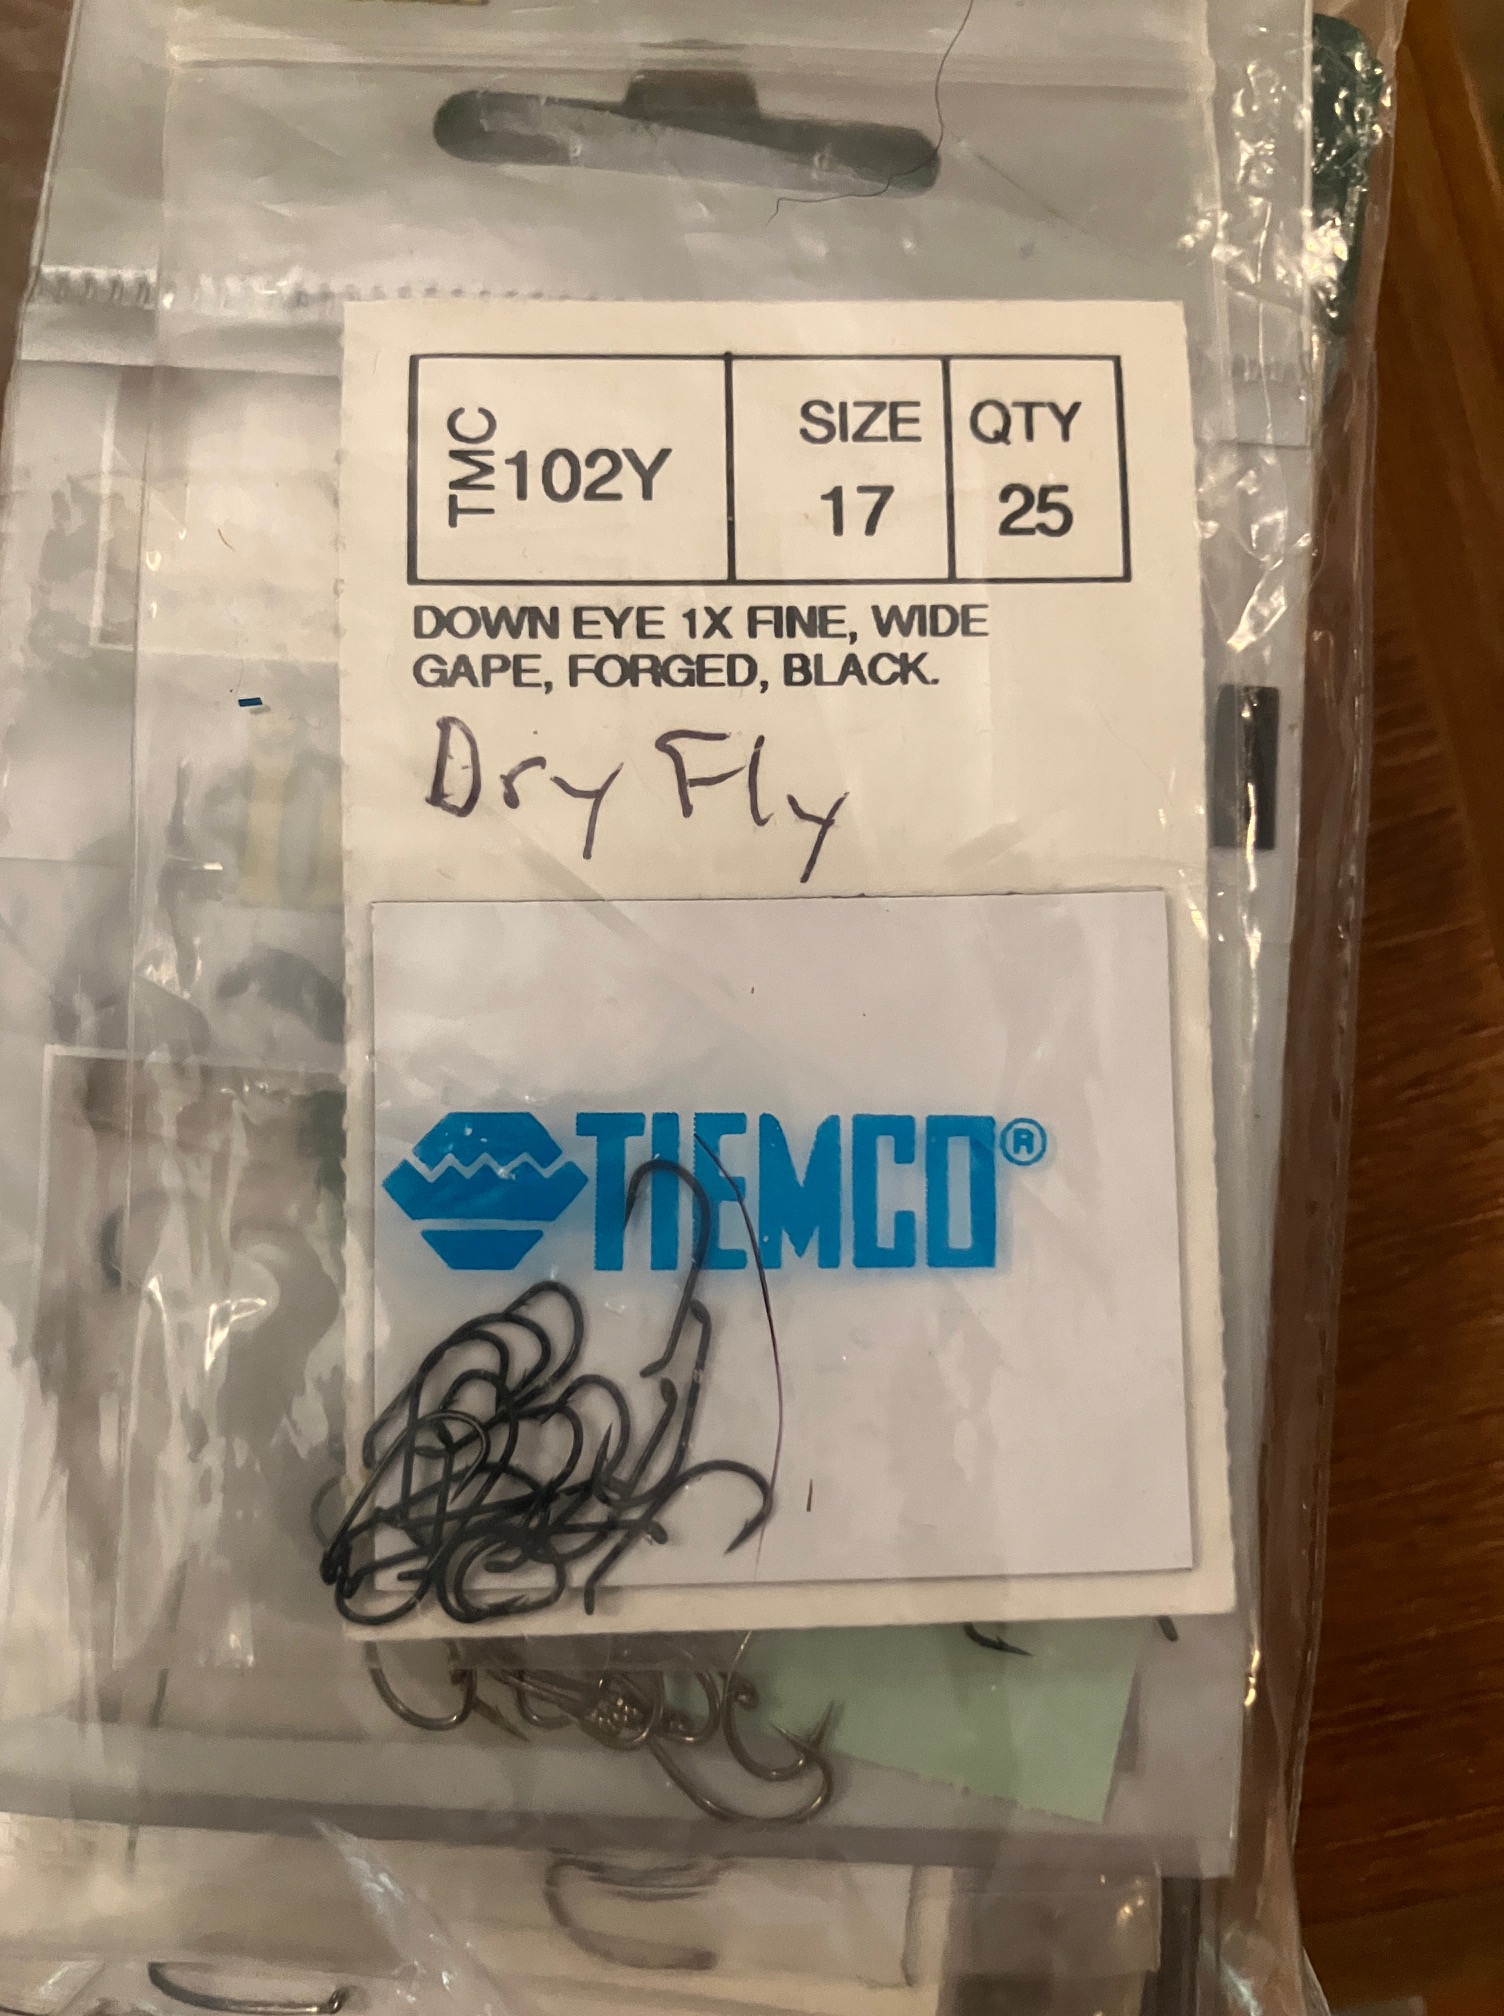 TMC 102Y
SIZE
17
QTY
25
DOWN EYE 1X FINE, WIDE
GAPE, FORGED, BLACK.
Dry Fly
TIEMCO®